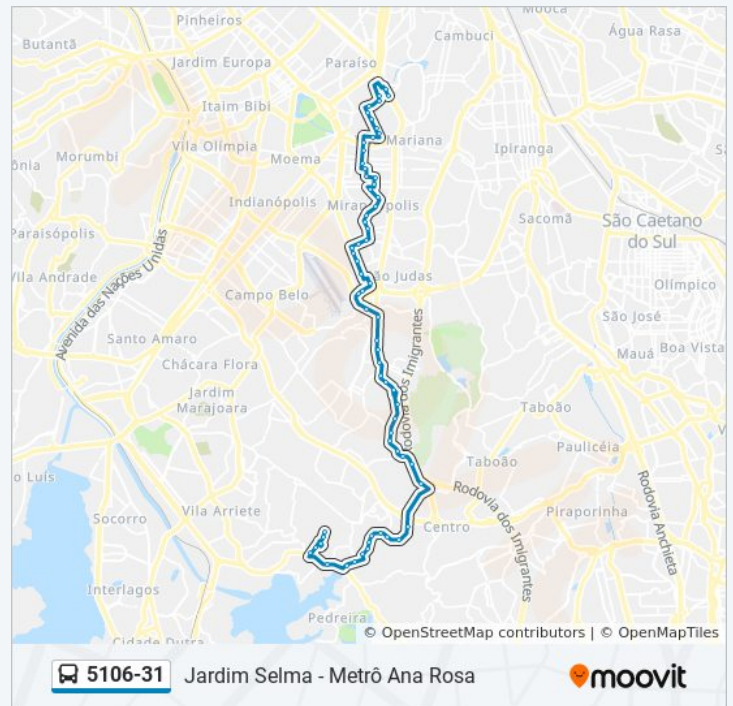 Pinheiros
Mooca
Água Rasa
Cambuci
Butantã
Jardim Europa
Paraíso
Itaim Bibi
Mariana
Ipiranga
Vila Olímpia
Morumbi
Moema
Indianópolis
Sacomã
São Caetano
do Sul
Paraisópolis
Vila Andrade
Avenida das Nações Unidas
Olímpico
Campo Belo
São José
Santo Amaro
Mauá
Boa Vista
Chácara Flora
Rodovia dos Imigrantes
Jardim
Marajoara
Taboão
Paulicéia
Taboão
Rodovia dos Imigrantes
Rodovia Anchieta
Socorro
Vila Arriete
Centro
Piraporinha
Interlagos
Pedreira
Cidade Dutra
© OpenStreetMap contributors | © OpenMapTiles
5106-31 Jardim Selma - Metrô Ana Rosa
moovit